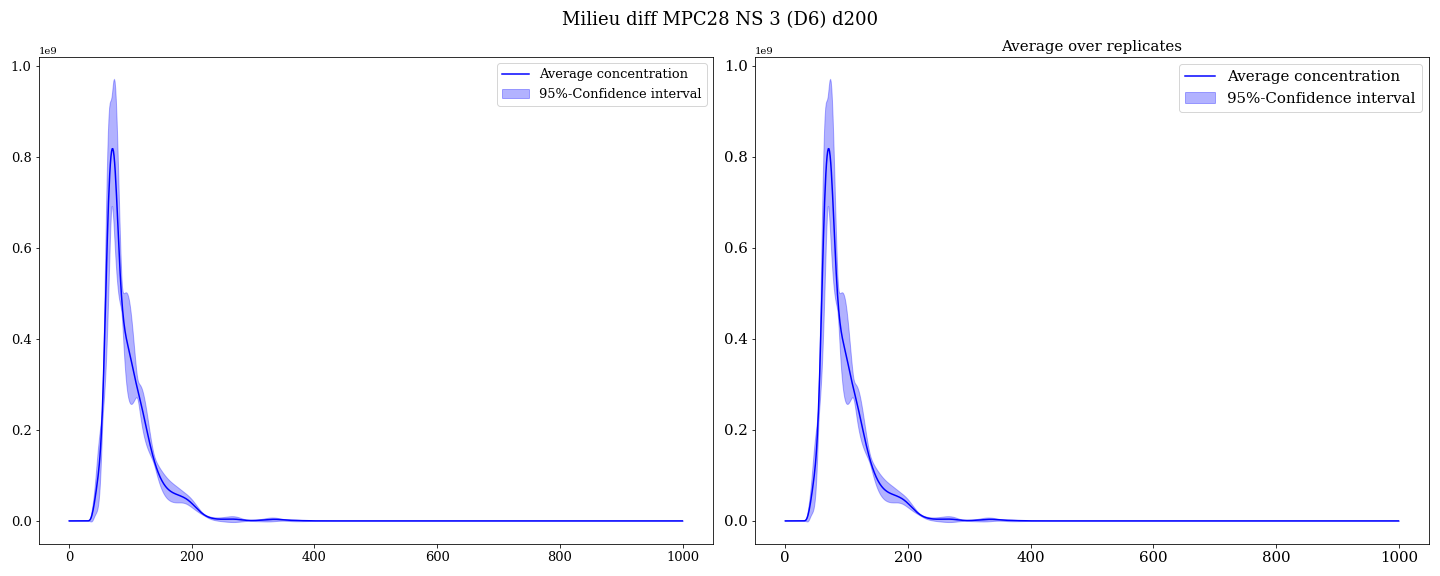 Milieu diff MPC28 NS 3 (D6) d200
1e9
1.0
0.8
0.6
0.4
0.2
0.0
0 200 400 600 800 1000
Average concentration
95%-Confidence interval
Average over replicates
1e9
1.0
0.8
0.6
0.4
0.2
0.0
0 200 400 600 800 1000
Average concentration
95%-Confidence interval